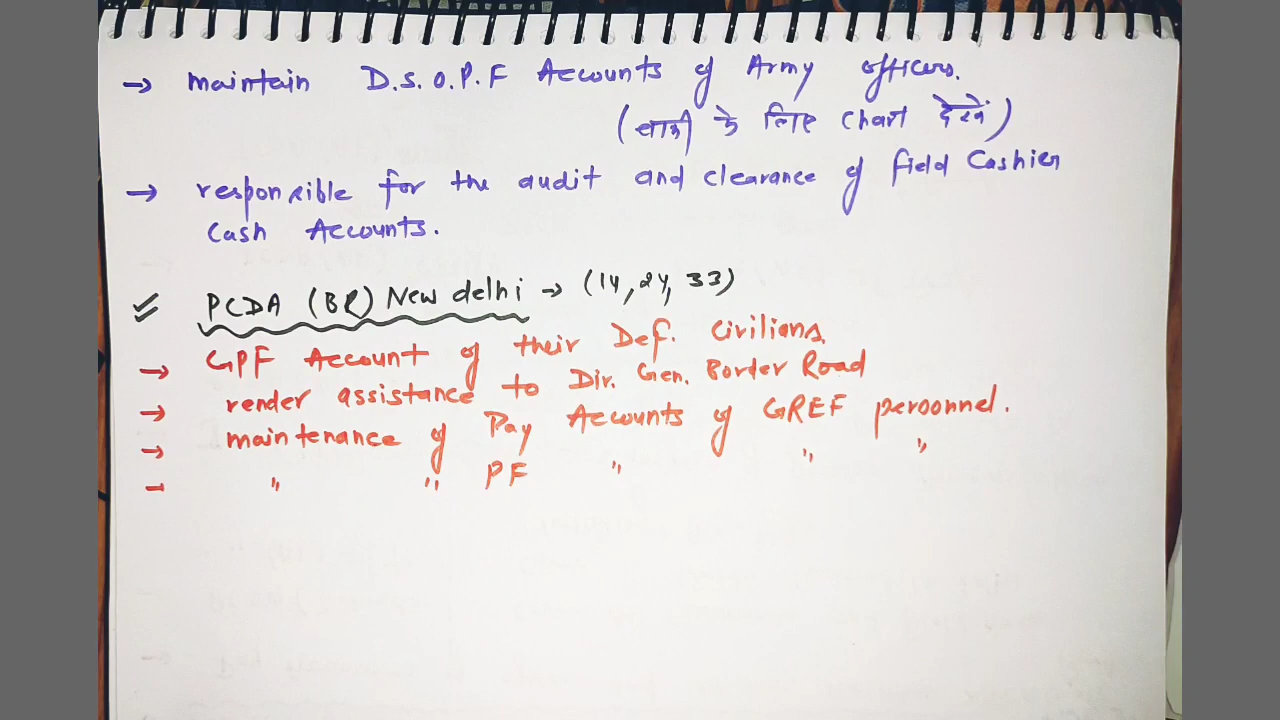 → maintain D.S.O.P.F Accounts of Army officers.
(बाकी के लिए chart देखें)
→ responsible for the audit and clearance of field Cashier
Cash Accounts.
PCDA (BR) New delhi → (14, 24, 33)
→ GPF Account of their Def. Civilians.
→ render assistance to Dir. Gen. Border Road
→ maintenance of Pay Accounts of GREF personnel.
→ " " PF " " "